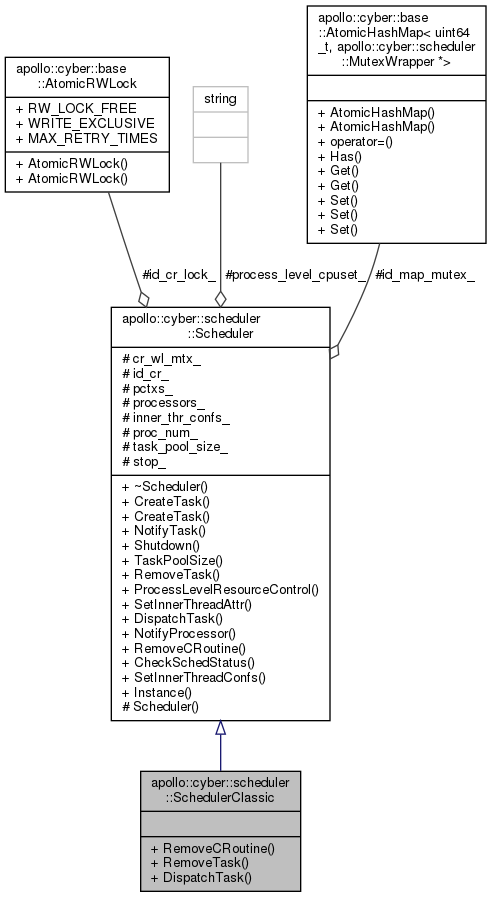 apollo::cyber::base
::AtomicRWLock
+ RW_LOCK_FREE
+ WRITE_EXCLUSIVE
+ MAX_RETRY_TIMES
+ AtomicRWLock()
+ AtomicRWLock()
string
apollo::cyber::base
::AtomicHashMap< uint64
_t, apollo::cyber::scheduler
::MutexWrapper *>
+ AtomicHashMap()
+ AtomicHashMap()
+ operator=()
+ Has()
+ Get()
+ Get()
+ Set()
+ Set()
+ Set()
#id_cr_lock_
#process_level_cpuset_
#id_map_mutex_
apollo::cyber::scheduler
::Scheduler
# cr_wl_mtx_
# id_cr_
# pctxs_
# processors_
# inner_thr_confs_
# proc_num_
# task_pool_size_
# stop_
+ ~Scheduler()
+ CreateTask()
+ CreateTask()
+ NotifyTask()
+ Shutdown()
+ TaskPoolSize()
+ RemoveTask()
+ ProcessLevelResourceControl()
+ SetInnerThreadAttr()
+ DispatchTask()
+ NotifyProcessor()
+ RemoveCRoutine()
+ CheckSchedStatus()
+ SetInnerThreadConfs()
+ Instance()
# Scheduler()
apollo::cyber::scheduler
::SchedulerClassic
+ RemoveCRoutine()
+ RemoveTask()
+ DispatchTask()